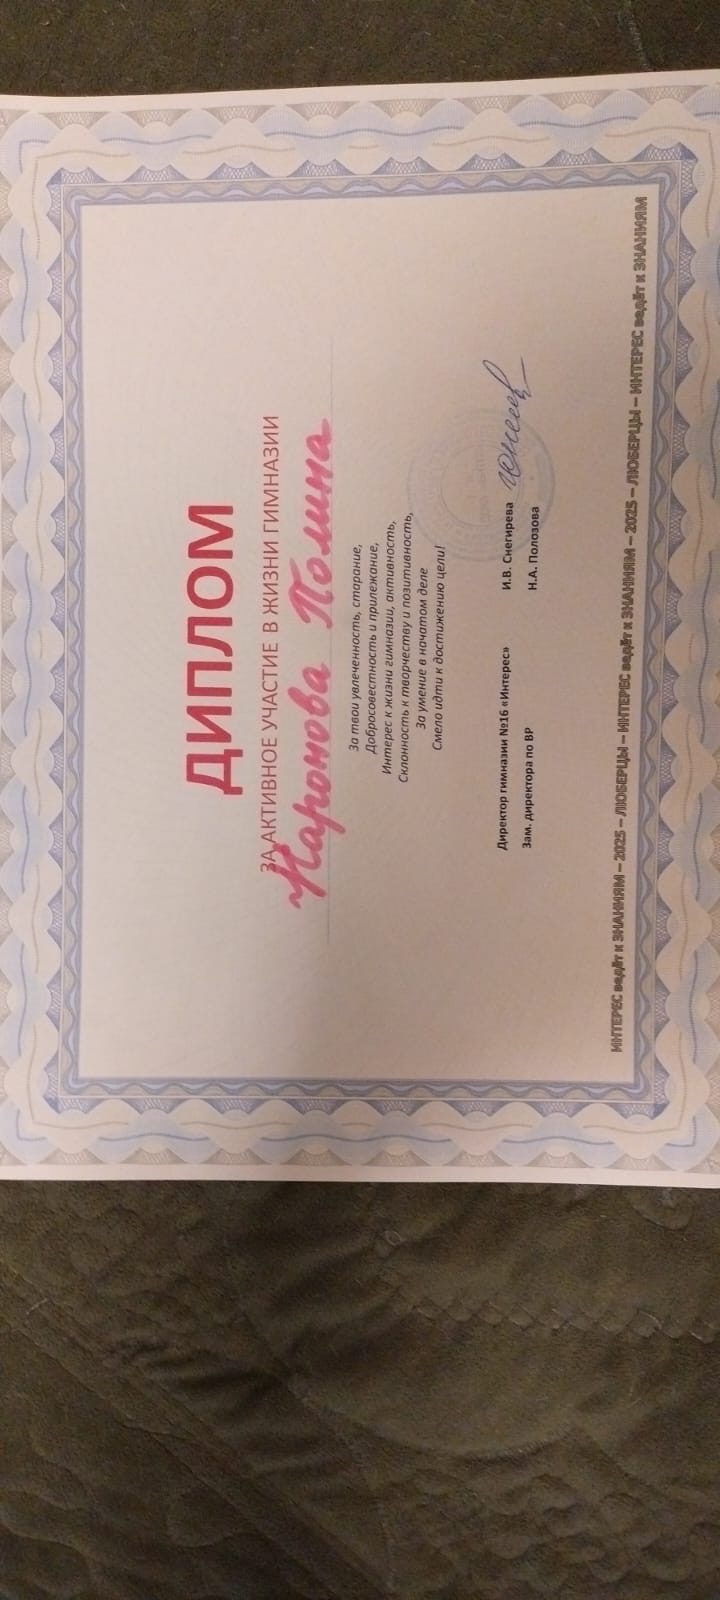 ДИПЛОМ
ЗА АКТИВНОЕ УЧАСТИЕ В ЖИЗНИ ГИМНАЗИИ
Наронова Полина
За твои увлеченность, старание,
Добросовестность и прилежание,
Интерес к жизни гимназии, активность,
Склонность к творчеству и позитивность,
За умение в начатом деле
Смело идти к достижению цели!
Директор гимназии №16 «Интерес» И.В. Снегирева
Зам. директора по ВР Н.А. Полозова
ИНТЕРЕС ведёт к ЗНАНИЯМ – 2025 – ЛЮБЕРЦЫ – ИНТЕРЕС ведёт к ЗНАНИЯМ – 2025 – ЛЮБЕРЦЫ – ИНТЕРЕС ведёт к ЗНАНИЯМ